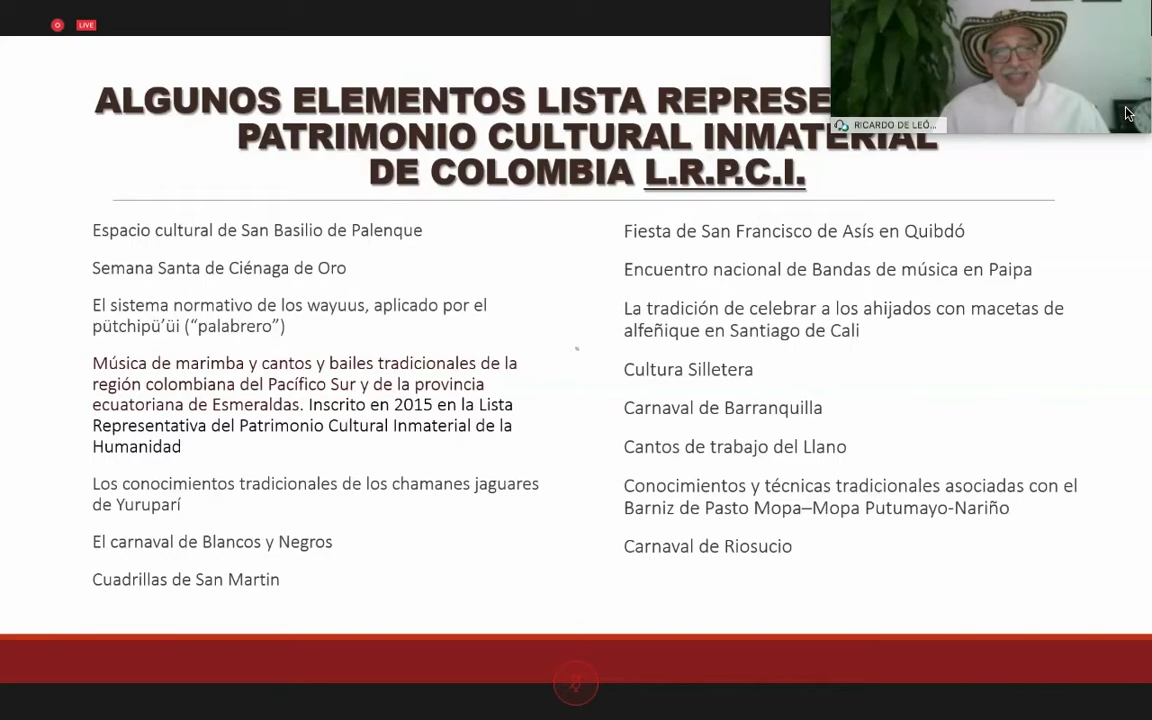 LIVE
ALGUNOS ELEMENTOS LISTA
PATRIMONIO CULTURAL INMATERIAL
DE COLOMBIA L.R.P.C.I.
RICARDO DE LEÓ...
Espacio cultural de San Basilio de Palenque
Semana Santa de Ciénaga de Oro
El sistema normativo de los wayuus, aplicado por el
pütchipü’üi (“palabrero”)
Música de marimba y cantos y bailes tradicionales de la
región colombiana del Pacífico Sur y de la provincia
ecuatoriana de Esmeraldas. Inscrito en 2015 en la Lista
Representativa del Patrimonio Cultural Inmaterial de la
Humanidad
Los conocimientos tradicionales de los chamanes jaguares
de Yuruparí
El carnaval de Blancos y Negros
Cuadrillas de San Martin
Fiesta de San Francisco de Asís en Quibdó
Encuentro nacional de Bandas de música en Paipa
La tradición de celebrar a los ahijados con macetas de
alfeñique en Santiago de Cali
Cultura Silletera
Carnaval de Barranquilla
Cantos de trabajo del Llano
Conocimientos y técnicas tradicionales asociadas con el
Barniz de Pasto Mopa–Mopa Putumayo-Nariño
Carnaval de Riosucio